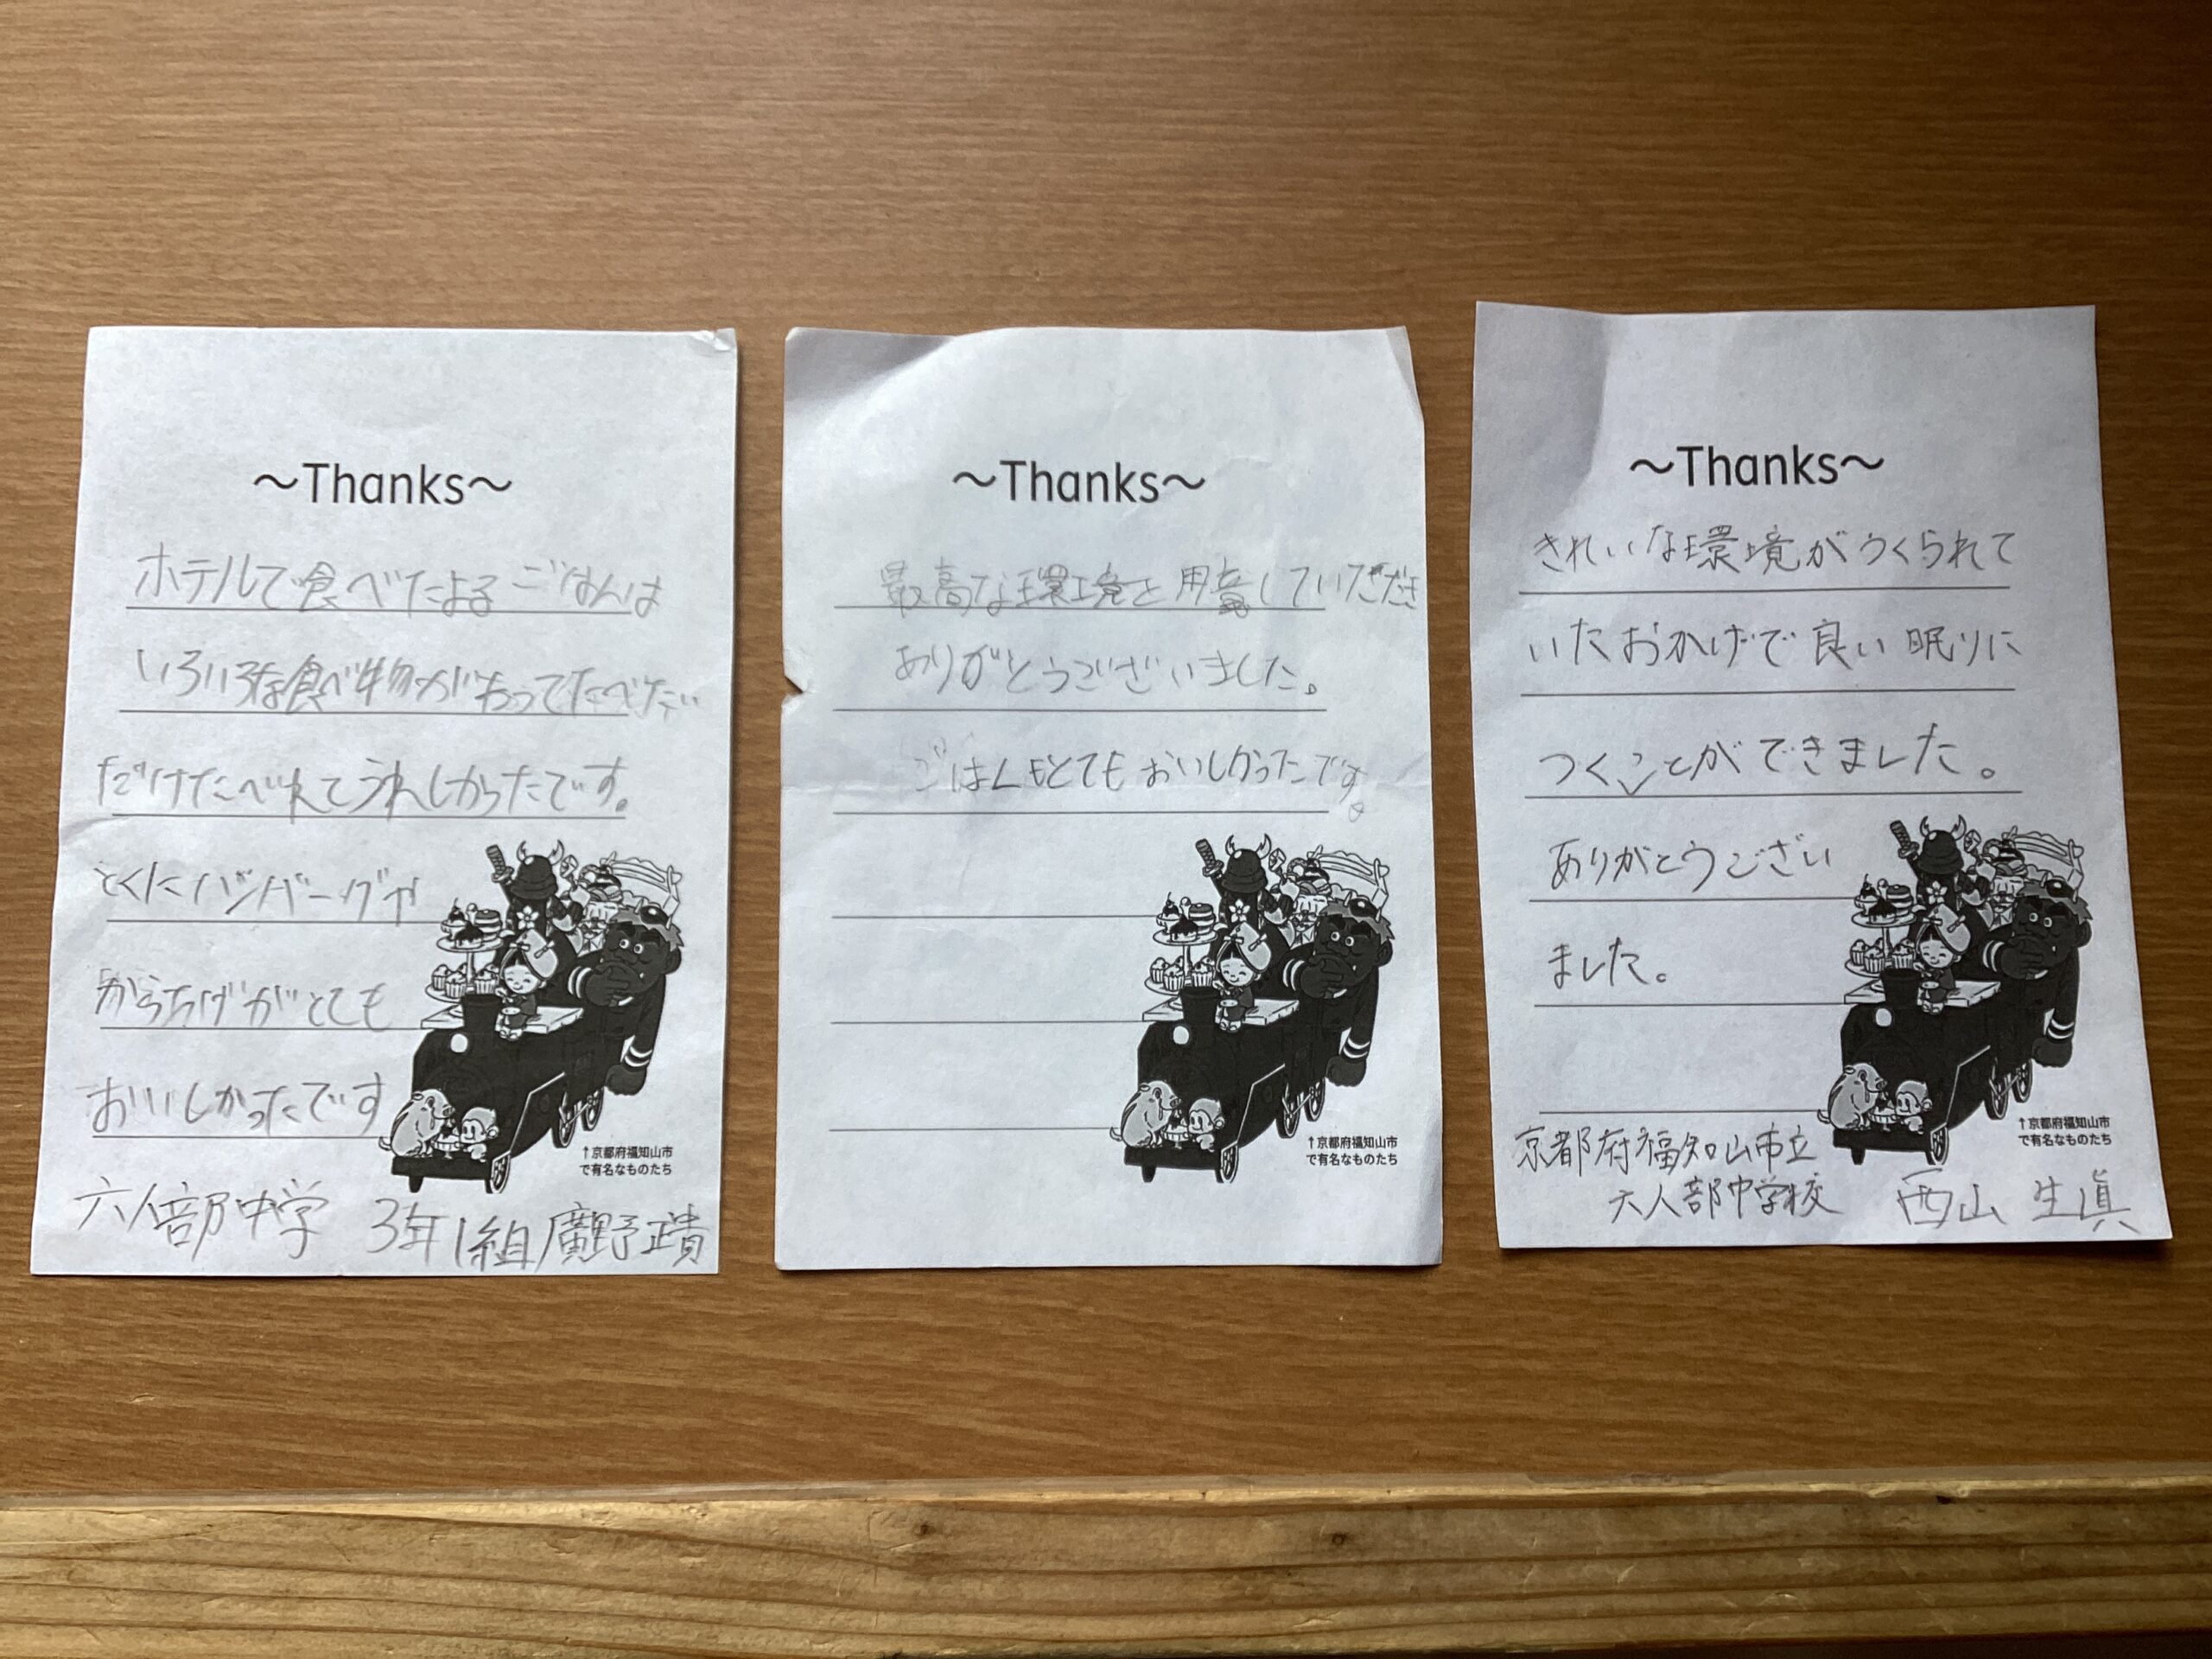 ～Thanks～
ホテルで食べたよるごはんは
いろいろな食べ物があってたべたい
だけたべれてうれしかったです。
とくにハンバーグや
からあげがとても
おいしかったです
↑京都府福知山市
で有名なものたち
六人部中学 3年1組 廣野 貴
～Thanks～
最高な環境を用意していただき
ありがとうございました。
ごはんもとてもおいしかったです。
↑京都府福知山市
で有名なものたち
～Thanks～
きれいな環境がつくられて
いたおかげで良い眠りに
つくことができました。
ありがとうござい
ました。
↑京都府福知山市
で有名なものたち
京都府福知山市立
六人部中学校 西山 生眞